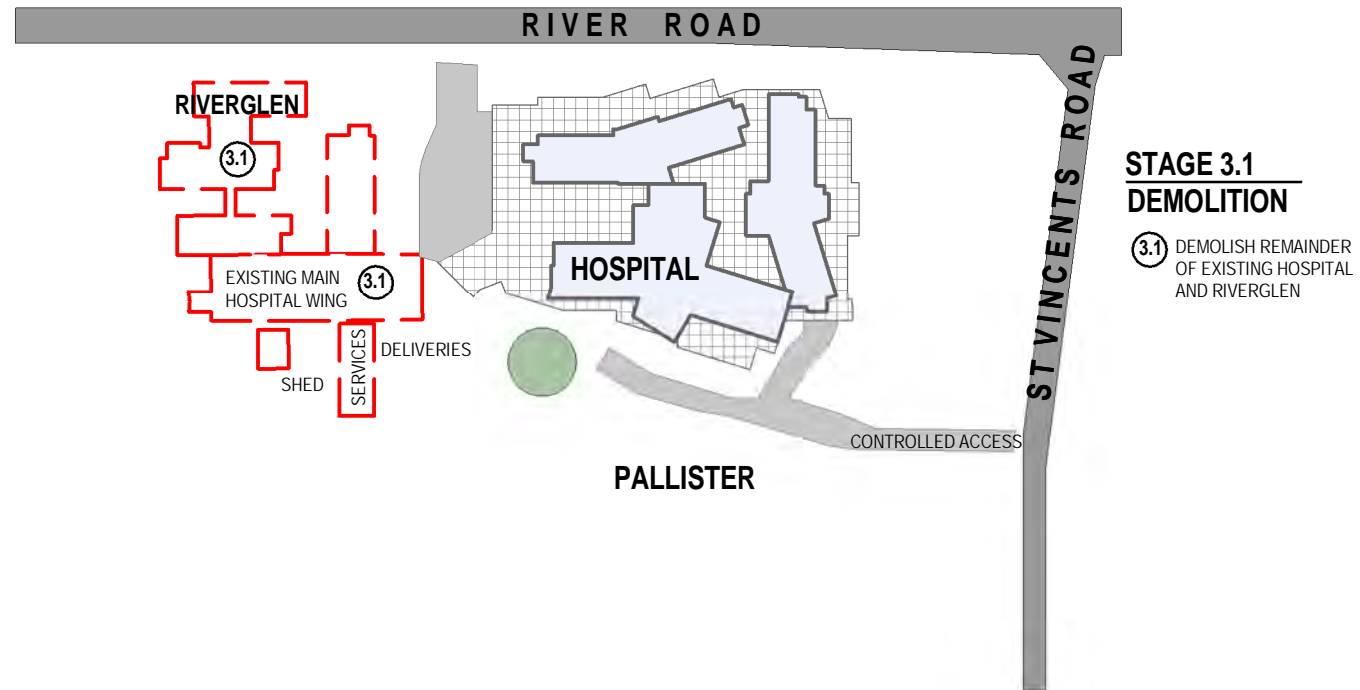 RIVER ROAD
RIVERGLEN
3.1
EXISTING MAIN
HOSPITAL WING
3.1
SHED
SERVICES
DELIVERIES
HOSPITAL
PALLISTER
CONTROLLED ACCESS
ST VINCENTS ROAD
STAGE 3.1
DEMOLITION
3.1 DEMOLISH REMAINDER
OF EXISTING HOSPITAL
AND RIVERGLEN